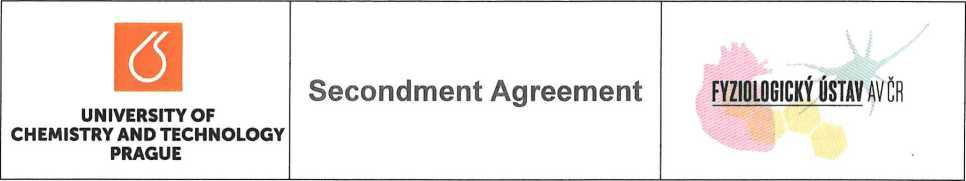 UNIVERSITY OF
CHEMISTRY AND TECHNOLOGY
PRAGUE
Secondment Agreement
FYZIOLOGICKÝ ÚSTAV AV ČR